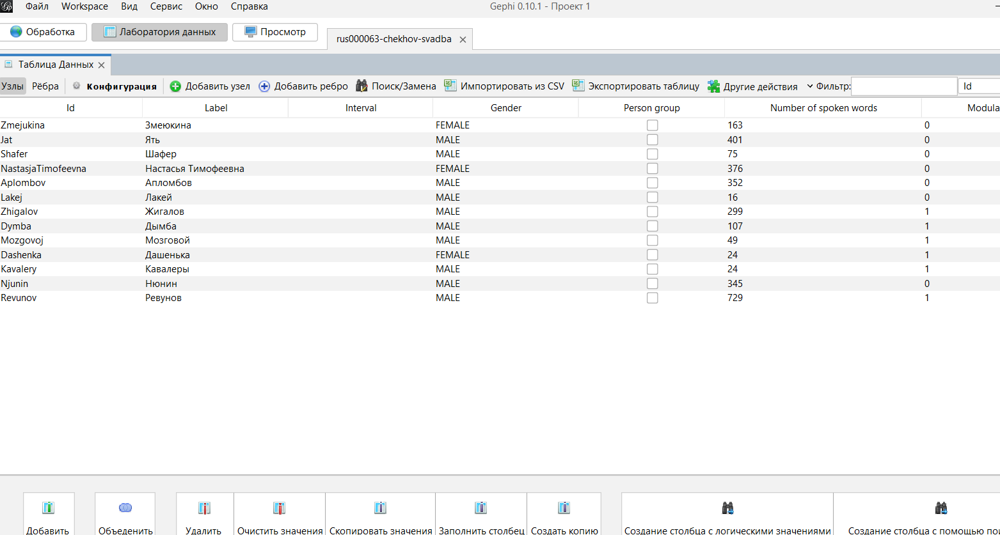 Файл Workspace Вид Сервис Окно Справка Gephi 0.10.1 - Проект 1
Обработка Лаборатория данных Просмотр rus000063-chekhov-svadba
Таблица Данных
Узлы Рёбра Конфигурация Добавить узел Добавить ребро Поиск/Замена Импортировать из CSV Экспортировать таблицу Другие действия Фильтр: Id
Id Label Interval Gender Person group Number of spoken words Modula
Zmejukina Змеюкина FEMALE 163 0
Jat Ять MALE 401 0
Shafer Шафер MALE 75 0
NastasjaTimofeevna Настасья Тимофеевна FEMALE 376 0
Aplombov Апломбов MALE 352 0
Lakej Лакей MALE 16 0
Zhigalov Жигалов MALE 299 1
Dymba Дымба MALE 107 1
Mozgovoj Мозговой MALE 49 1
Dashenka Дашенька FEMALE 24 1
Kavalery Кавалеры MALE 24 1
Njunin Нюнин MALE 345 0
Revunov Ревунов MALE 729 1
Добавить Объеденить Удалить Очистить значения Скопировать значения Заполнить столбец Создать копию Создание столбца с логическими значениями Создание столбца с помощью